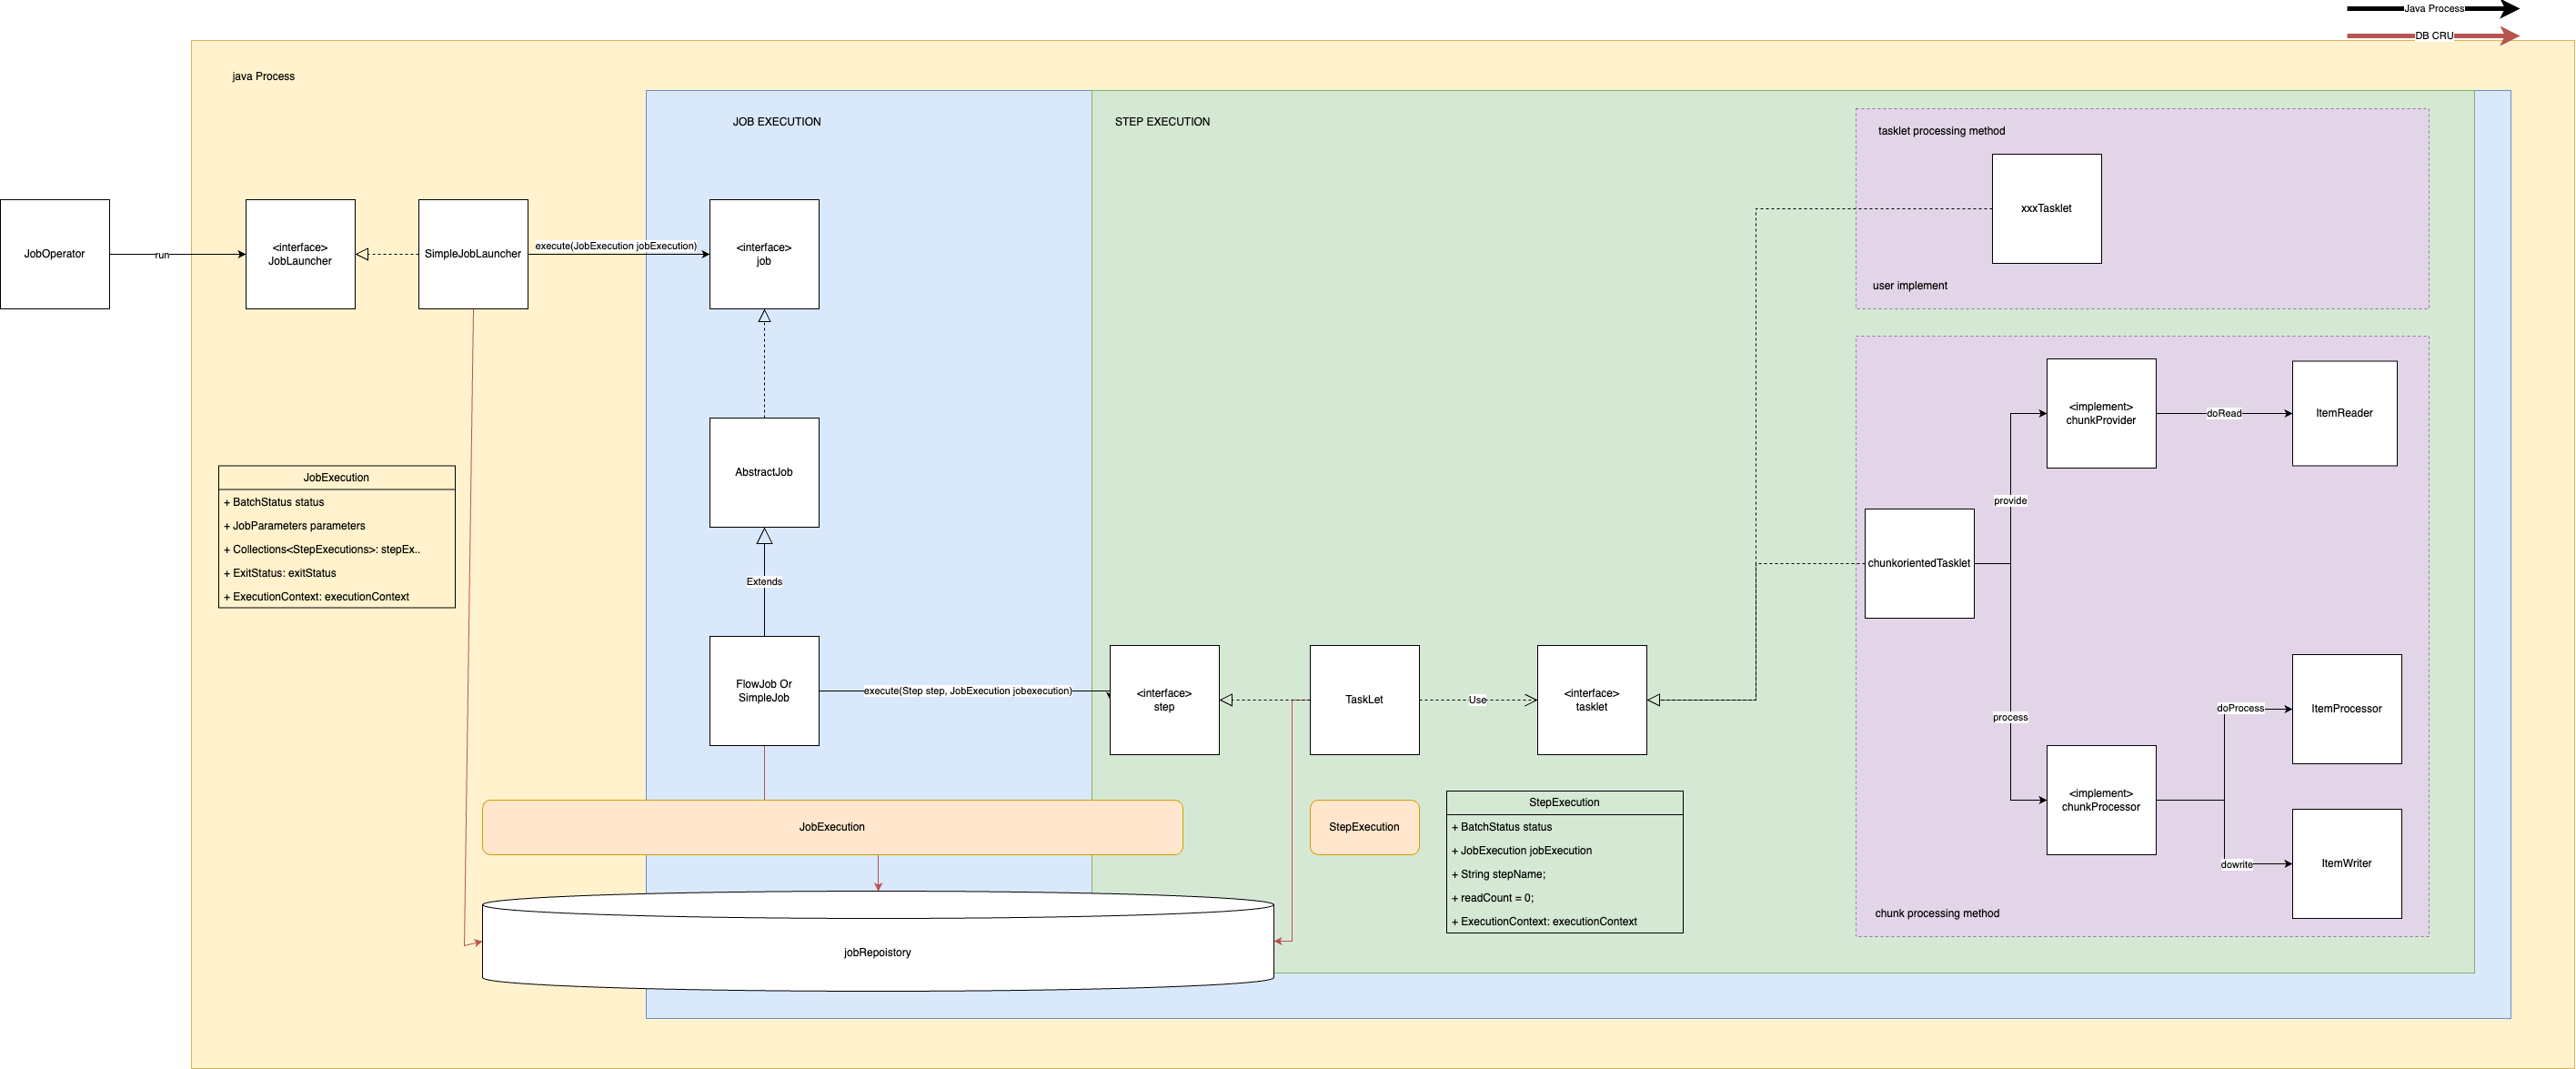 Java Process
DB CRU
java Process
JOB EXECUTION
STEP EXECUTION
tasklet processing method
xxxTasklet
user implement
JobOperator
run
<interface>
JobLauncher
SimpleJobLauncher
execute(JobExecution jobExecution)
<interface>
job
AbstractJob
Extends
FlowJob Or
SimpleJob
execute(Step step, JobExecution jobexecution)
<interface>
step
TaskLet
Use
<interface>
tasklet
JobExecution
+ BatchStatus status
+ JobParameters parameters
+ Collections<StepExecutions>: stepEx..
+ ExitStatus: exitStatus
+ ExecutionContext: executionContext
<implement>
chunkProvider
doRead
ItemReader
provide
chunkorientedTasklet
process
doProcess
ItemProcessor
<implement>
chunkProcessor
dowrite
ItemWriter
chunk processing method
JobExecution
StepExecution
StepExecution
+ BatchStatus status
+ JobExecution jobExecution
+ String stepName;
+ readCount = 0;
+ ExecutionContext: executionContext
jobRepoistory